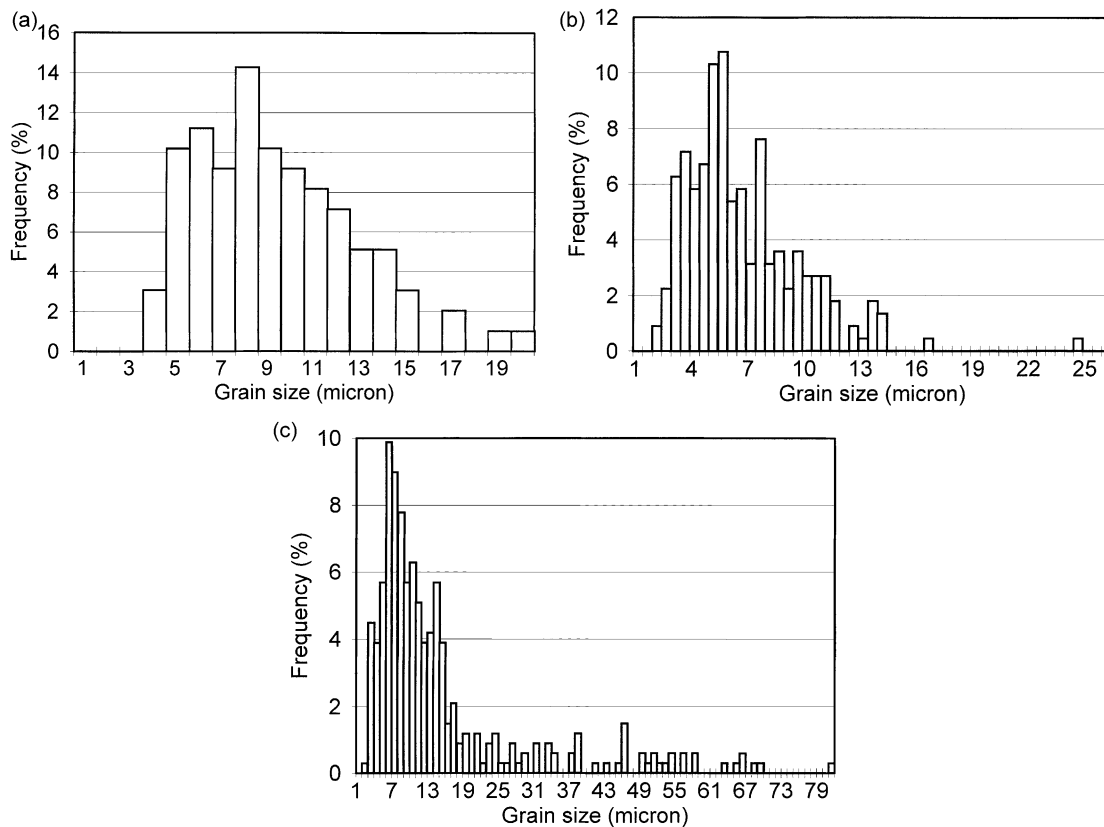 (a)
16
14
12
10
8
6
4
2
0
Frequency (%)
1 3 5 7 9 11 13 15 17 19
Grain size (micron)
(b)
12
10
8
6
4
2
0
Frequency (%)
1 4 7 10 13 16 19 22 25
Grain size (micron)
(c)
10
8
6
4
2
0
Frequency (%)
1 7 13 19 25 31 37 43 49 55 61 67 73 79
Grain size (micron)